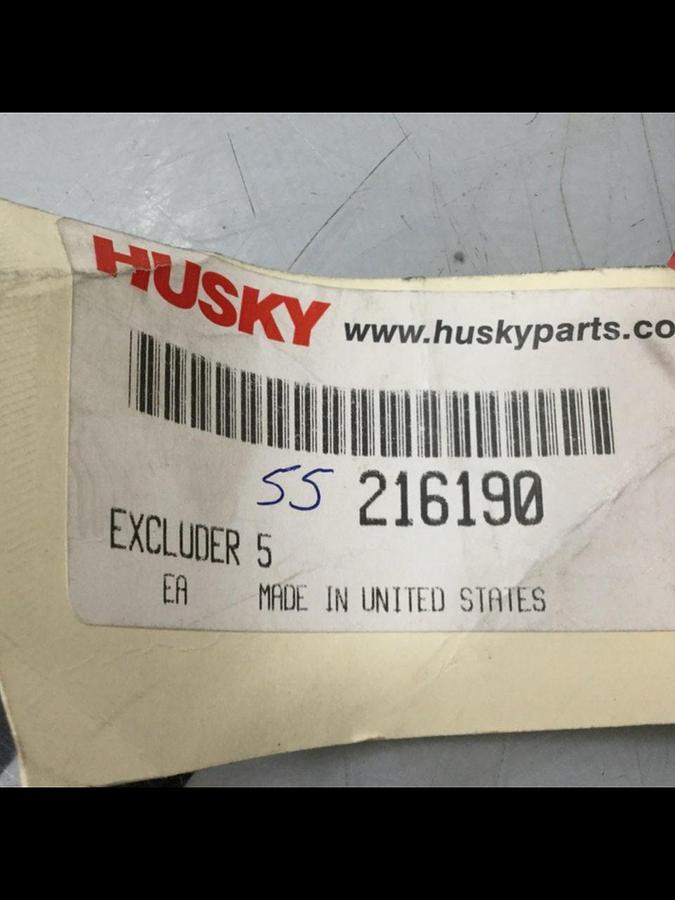 HUSKY www.huskyparts.co
55 216190
EXCLUDER 5
EA MADE IN UNITED STATES